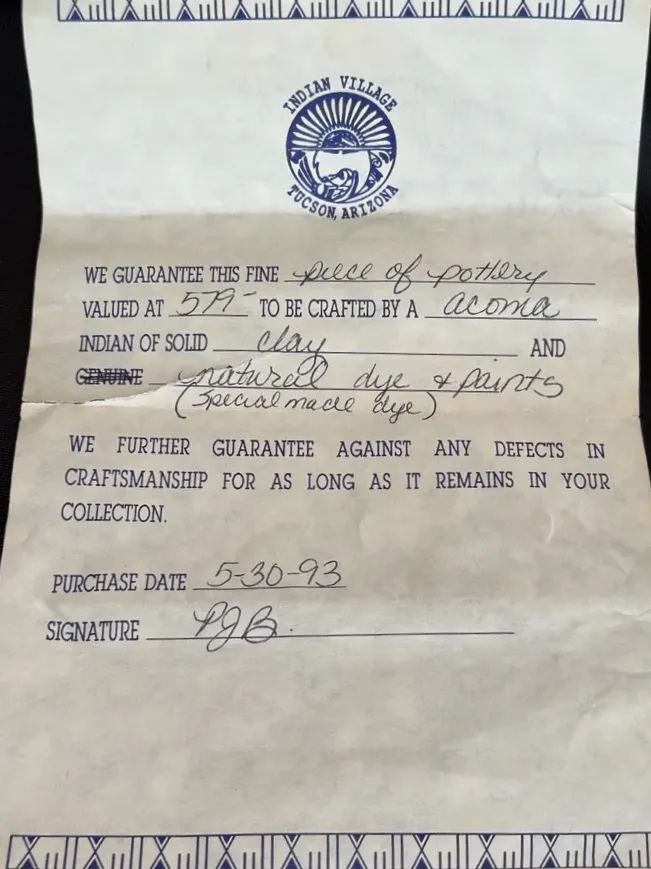 INDIAN VILLAGE
TUCSON, ARIZONA
WE GUARANTEE THIS FINE piece of pottery
VALUED AT 579- TO BE CRAFTED BY A acoma
INDIAN OF SOLID clay AND
GENUINE natural dye & paints
(Special made dye)
WE FURTHER GUARANTEE AGAINST ANY DEFECTS IN
CRAFTSMANSHIP FOR AS LONG AS IT REMAINS IN YOUR
COLLECTION.
PURCHASE DATE 5-30-93
SIGNATURE PJB.